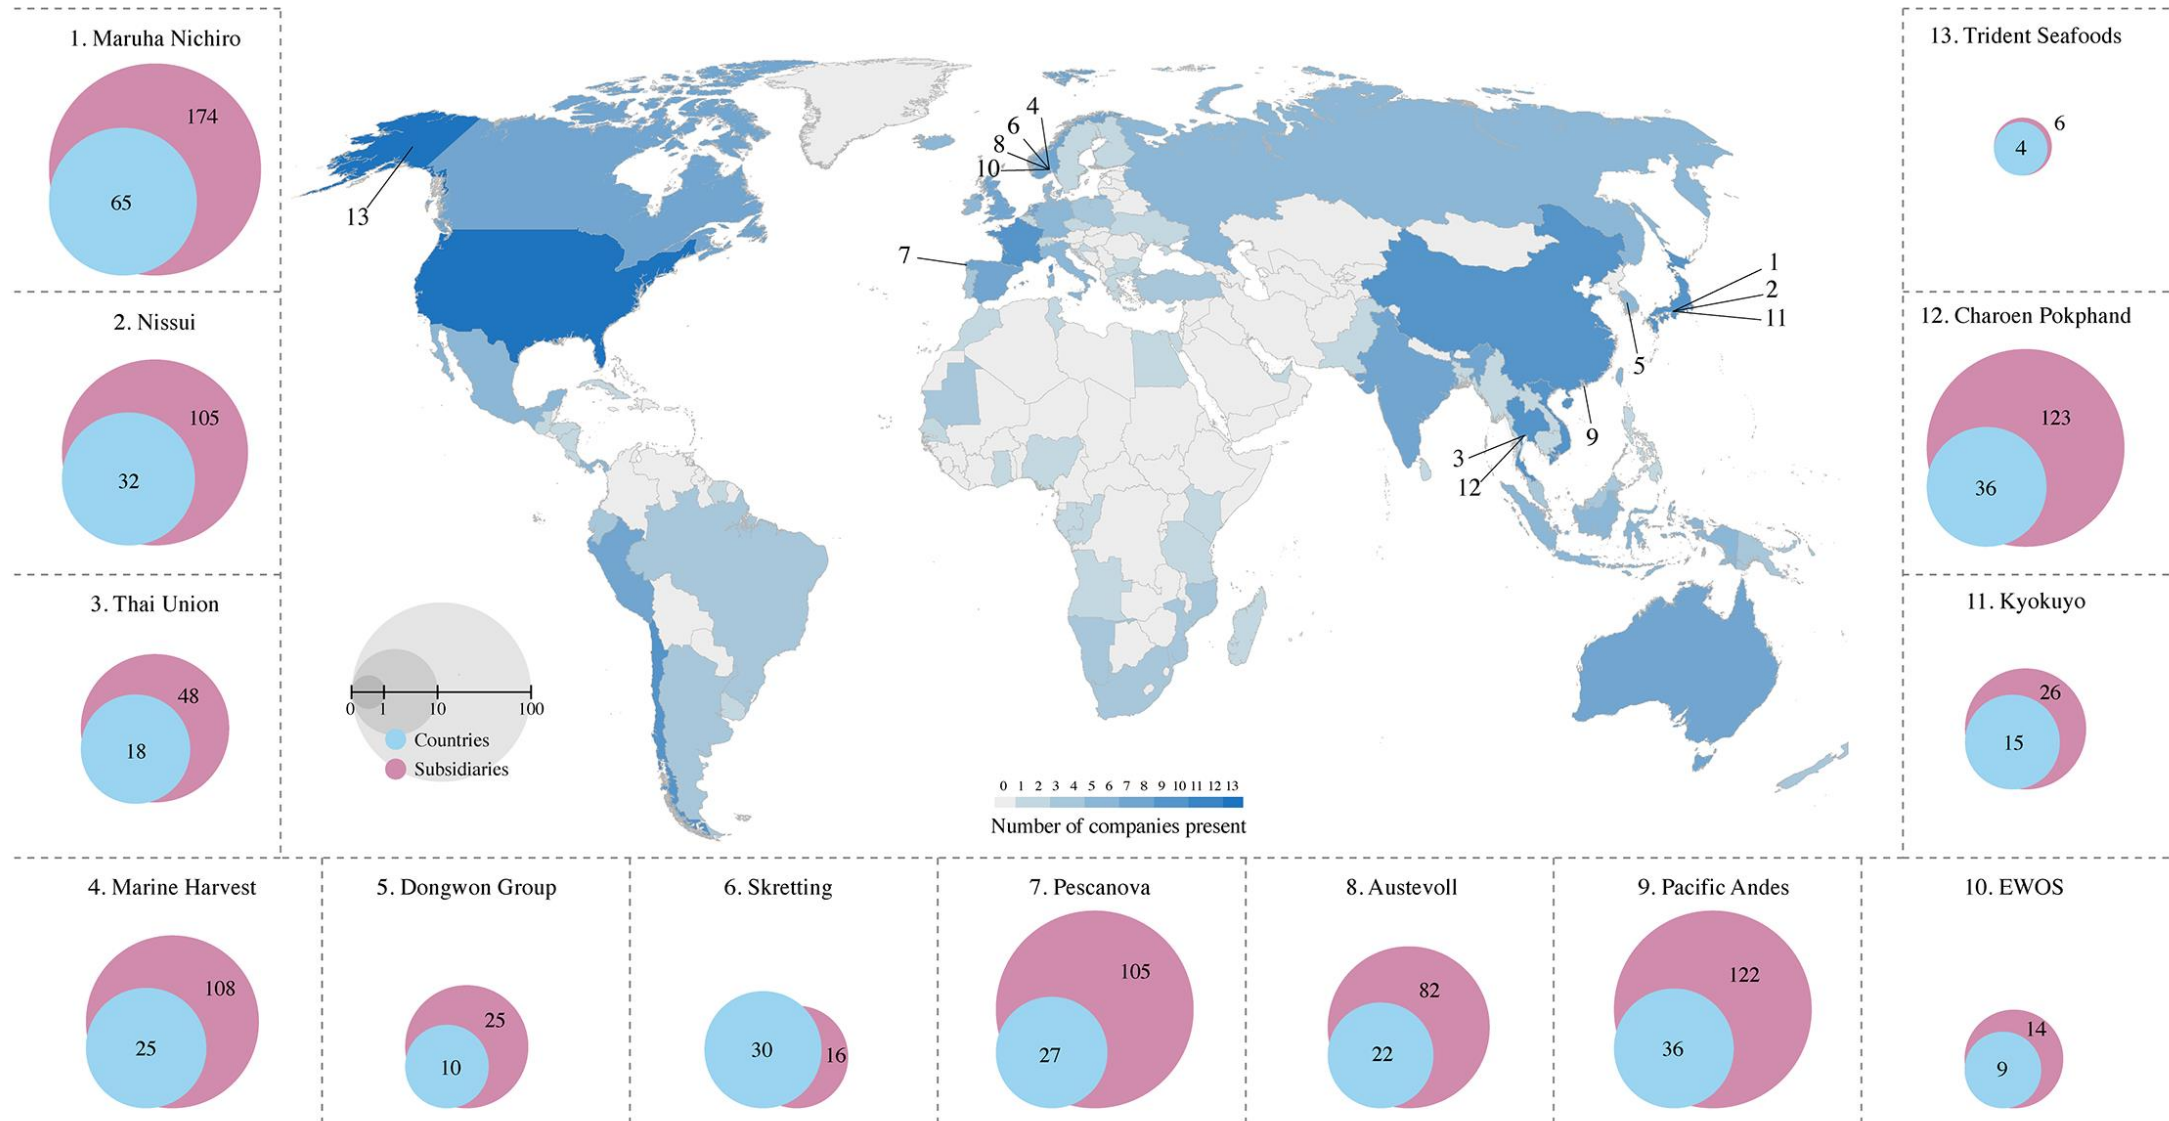 1. Maruha Nichiro
174
65
2. Nissui
105
32
3. Thai Union
48
18
13
4
6
8
10
7
1
2
11
5
9
3
12
0 1 10 100
Countries
Subsidiaries
0 1 2 3 4 5 6 7 8 9 10 11 12 13
Number of companies present
13. Trident Seafoods
6
4
12. Charoen Pokphand
123
36
11. Kyokuyo
26
15
4. Marine Harvest
108
25
5. Dongwon Group
25
10
6. Skretting
30
16
7. Pescanova
105
27
8. Austevoll
82
22
9. Pacific Andes
122
36
10. EWOS
14
9